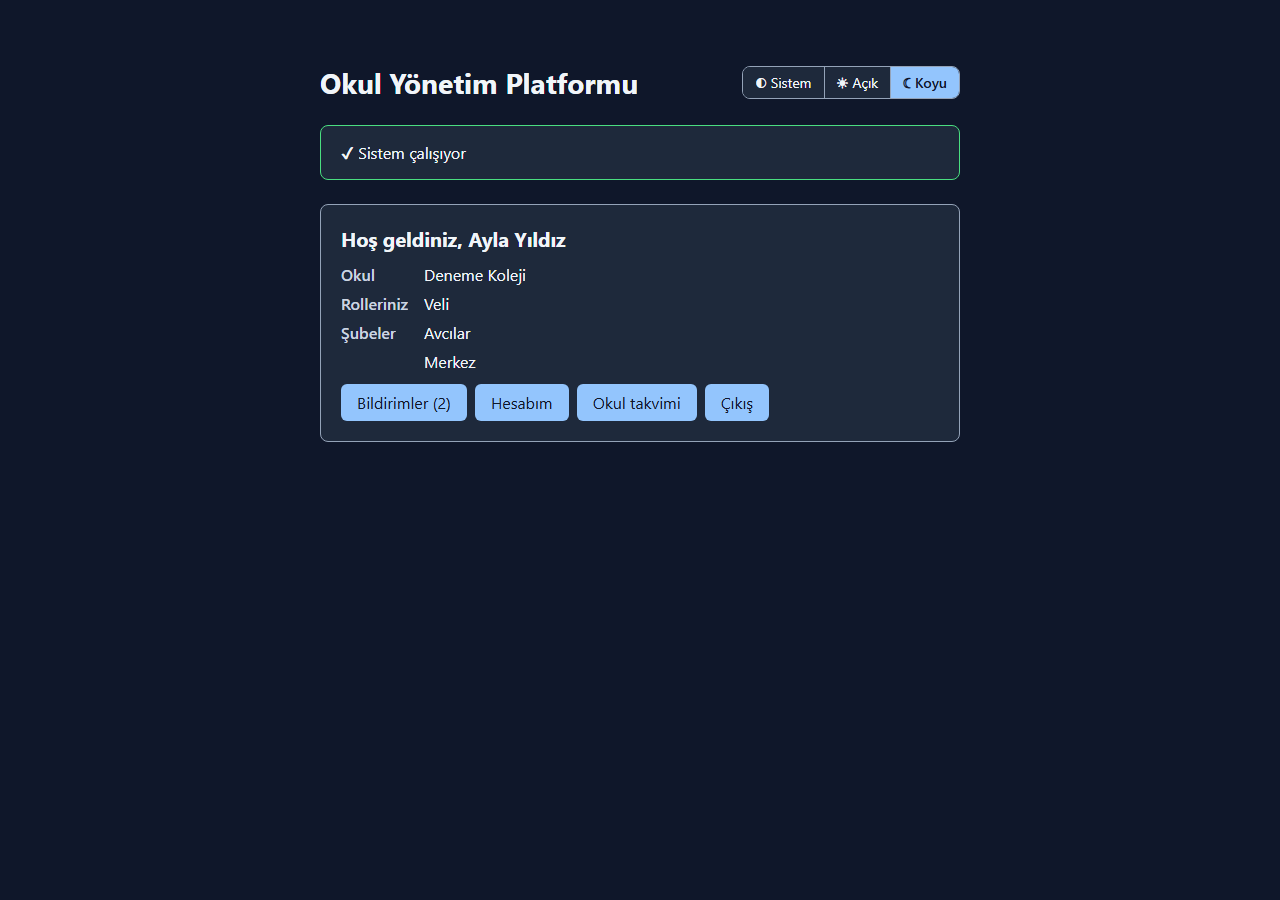 Okul Yönetim Platformu
◐ Sistem ☀ Açık ☾ Koyu
✓ Sistem çalışıyor
Hoş geldiniz, Ayla Yıldız
Okul Deneme Koleji
Rolleriniz Veli
Şubeler Avcılar
Merkez
Bildirimler (2) Hesabım Okul takvimi Çıkış